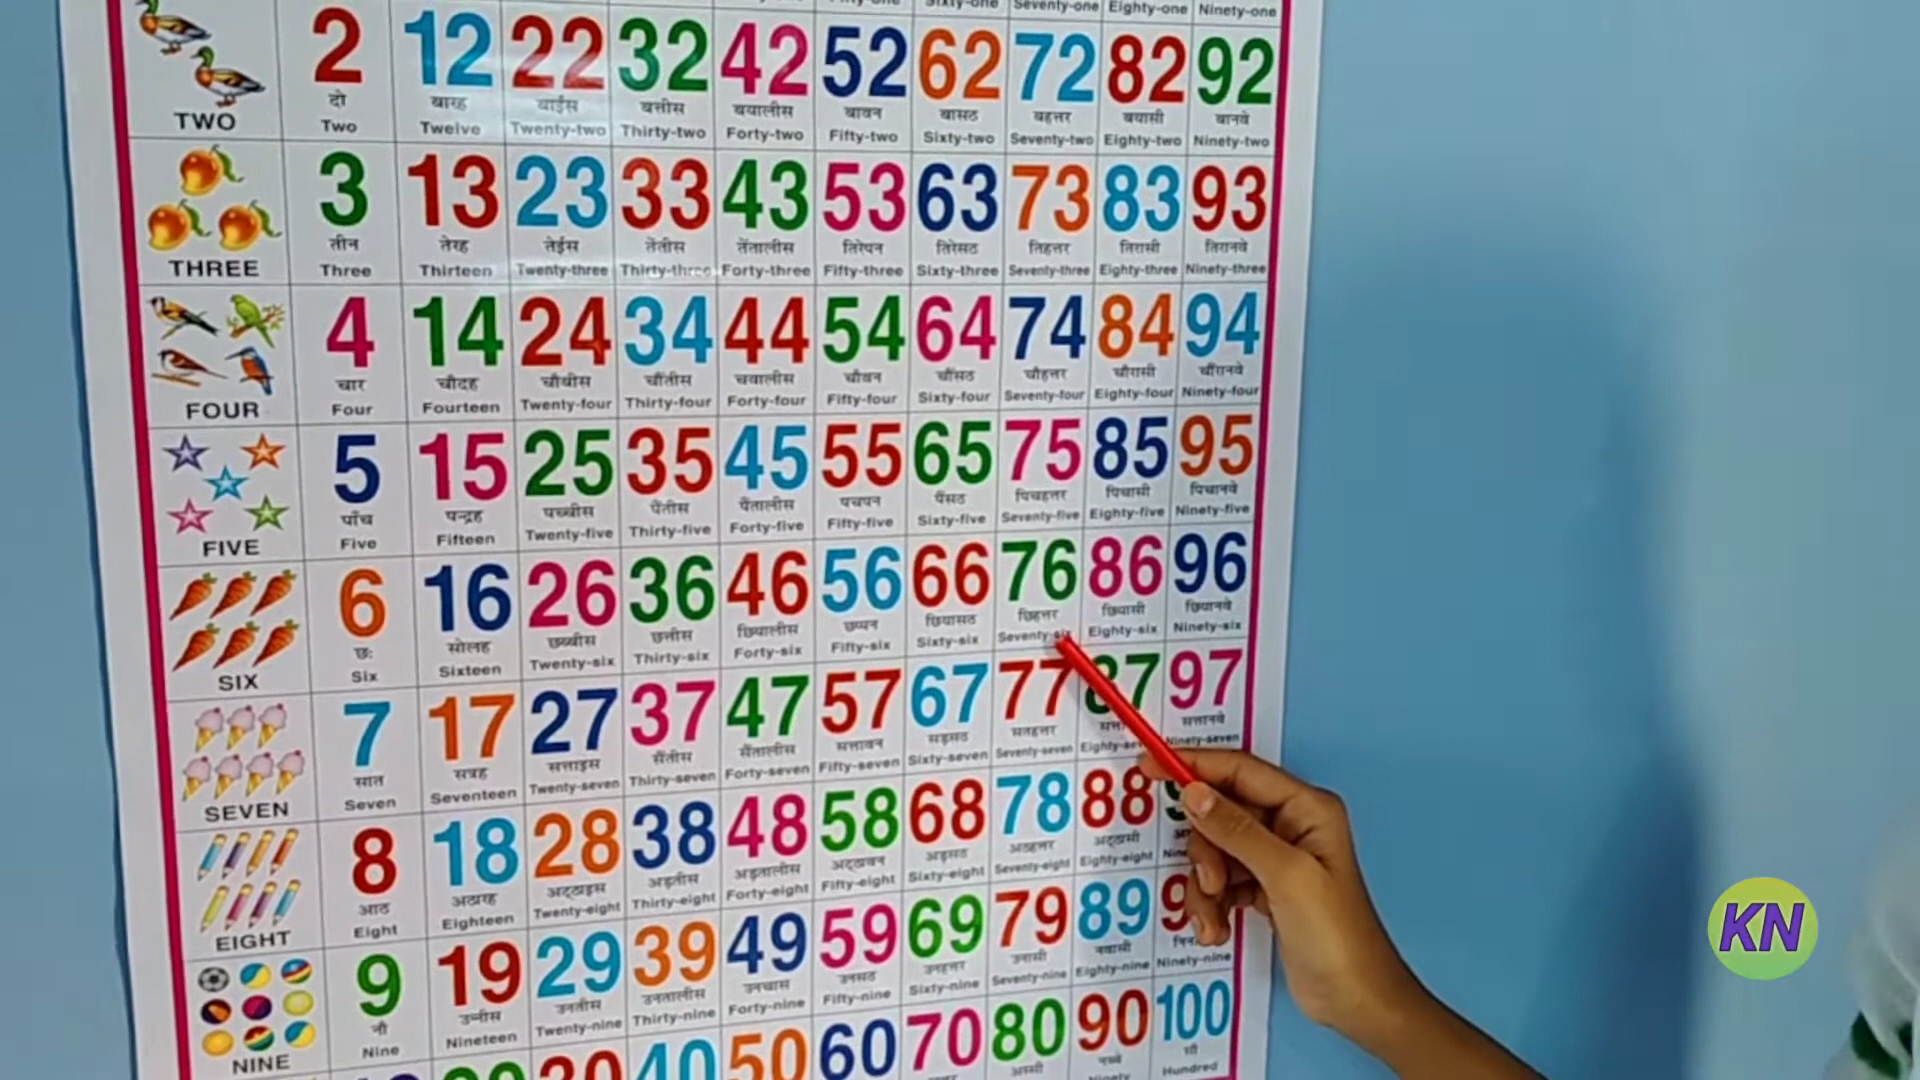 Sixty-one Seventy-one Eighty-one Ninety-one
2 12 22 32 42 52 62 72 82 92
दो बारह बाईस बत्तीस बयालीस बावन बासठ बहत्तर बयासी बानवे
TWO Two Twelve Twenty-two Thirty-two Forty-two Fifty-two Sixty-two Seventy-two Eighty-two Ninety-two
3 13 23 33 43 53 63 73 83 93
तीन तेरह तेईस तेंतीस तेंतालीस तिरेपन तिरेसठ तिहत्तर तिरासी तिरानवे
THREE Three Thirteen Twenty-three Thirty-three Forty-three Fifty-three Sixty-three Seventy-three Eighty-three Ninety-three
4 14 24 34 44 54 64 74 84 94
चार चौदह चौबीस चौंतीस चवालीस चौवन चौंसठ चौहत्तर चौरासी चौंरानवे
FOUR Four Fourteen Twenty-four Thirty-four Forty-four Fifty-four Sixty-four Seventy-four Eighty-four Ninety-four
5 15 25 35 45 55 65 75 85 95
पाँच पन्द्रह पच्चीस पैंतीस पैंतालीस पचपन पैंसठ पिचहत्तर पिचासी पिचानवे
FIVE Five Fifteen Twenty-five Thirty-five Forty-five Fifty-five Sixty-five Seventy-five Eighty-five Ninety-five
6 16 26 36 46 56 66 76 86 96
छः सोलह छब्बीस छत्तीस छियालीस छप्पन छियासठ छिहत्तर छियासी छियानवे
SIX Six Sixteen Twenty-six Thirty-six Forty-six Fifty-six Sixty-six Seventy-six Eighty-six Ninety-six
7 17 27 37 47 57 67 77 87 97
सात सत्रह सत्ताइस सैंतीस सैंतालीस सत्तावन सड़सठ सतहत्तर सत्तानवे
SEVEN Seven Seventeen Twenty-seven Thirty-seven Forty-seven Fifty-seven Sixty-seven Seventy-seven Ninety-seven
8 18 28 38 48 58 68 78 88
आठ अठारह अट्ठाइस अड़तीस अड़तालीस अट्ठावन अड़सठ अठहत्तर अट्ठासी
EIGHT Eight Eighteen Twenty-eight Thirty-eight Forty-eight Fifty-eight Sixty-eight Seventy-eight Eighty-eight
9 19 29 39 49 59 69 79 89
नौ उन्नीस उनतीस उनतालीस उनचास उनसठ उनहत्तर उनासी नवासी
NINE Nine Nineteen Twenty-nine Thirty-nine Forty-nine Fifty-nine Sixty-nine Seventy-nine Eighty-nine Ninety-nine
30 40 50 60 70 80 90 100
अस्सी नब्बे सौ
Ninety Hundred
KN